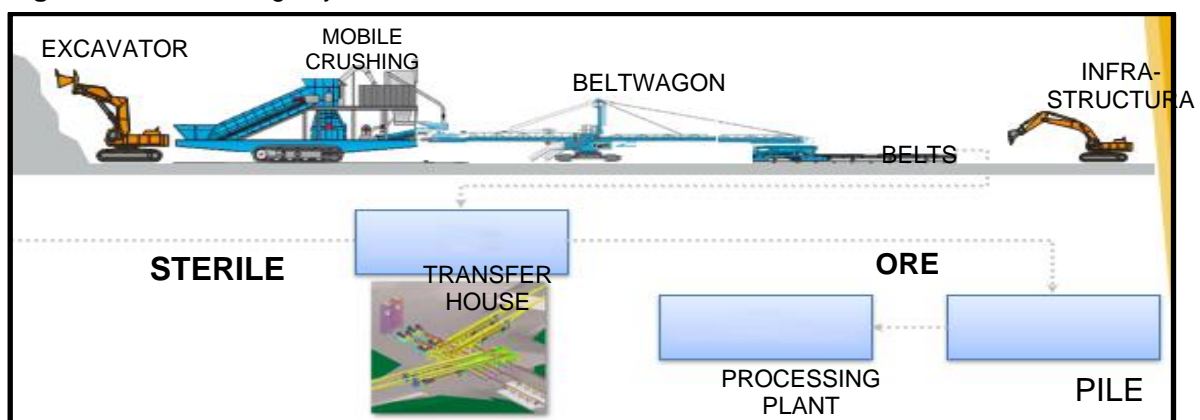 EXCAVATOR
MOBILE
CRUSHING
BELTWAGON
INFRA-
STRUCTURA
BELTS
STERILE
TRANSFER
HOUSE
ORE
PROCESSING
PLANT
PILE